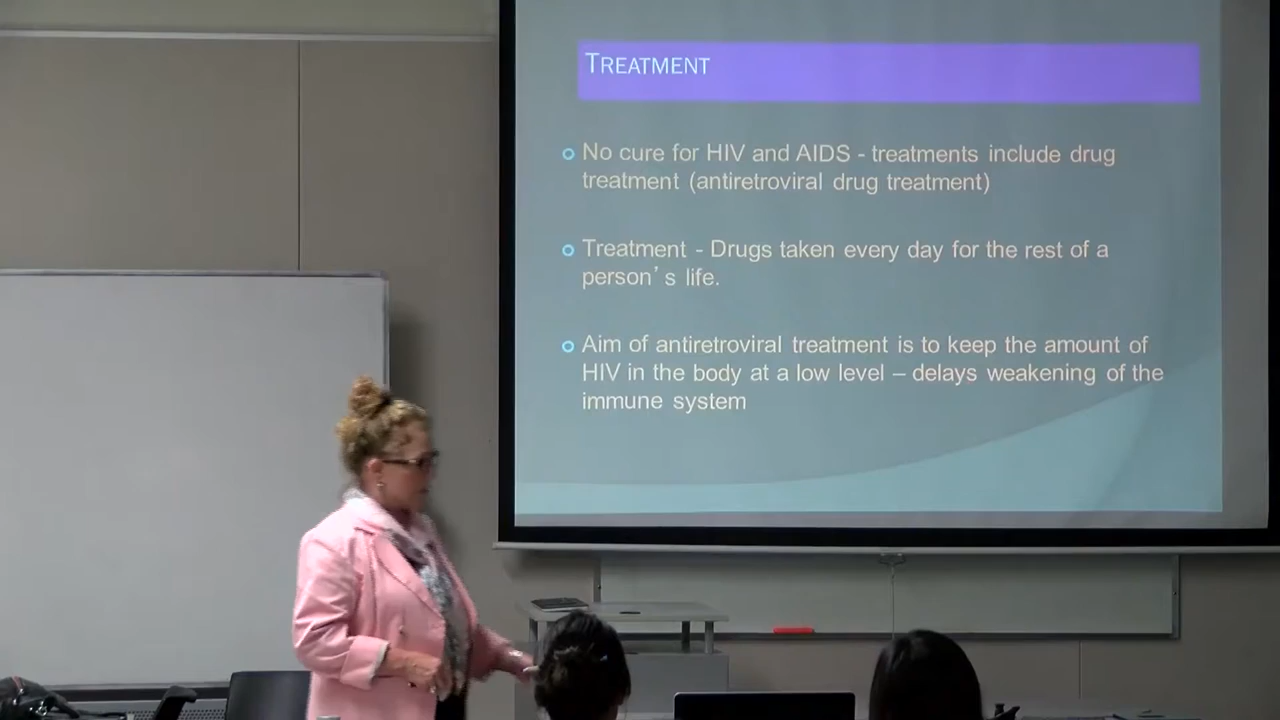 TREATMENT
No cure for HIV and AIDS - treatments include drug
treatment (antiretroviral drug treatment)
Treatment - Drugs taken every day for the rest of a
person's life.
Aim of antiretroviral treatment is to keep the amount of
HIV in the body at a low level – delays weakening of the
immune system